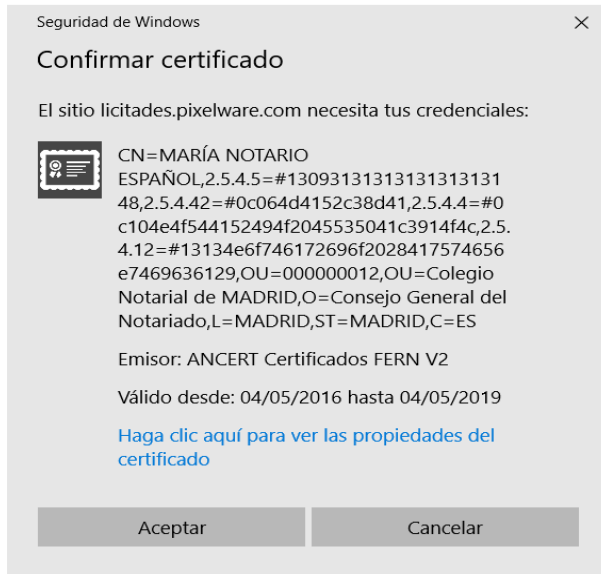 Seguridad de Windows
Confirmar certificado
El sitio licitades.pixelware.com necesita tus credenciales:
CN=MARÍA NOTARIO
ESPAÑOL,2.5.4.5=#13093131313131313131
48,2.5.4.42=#0c064d4152c38d41,2.5.4.4=#0
c104e4f544152494f2045535041c3914f4c,2.5.
4.12=#13134e6f746172696f2028417574656
e7469636129,OU=000000012,OU=Colegio
Notarial de MADRID,O=Consejo General del
Notariado,L=MADRID,ST=MADRID,C=ES
Emisor: ANCERT Certificados FERN V2
Válido desde: 04/05/2016 hasta 04/05/2019
Haga clic aquí para ver las propiedades del
certificado
Aceptar
Cancelar